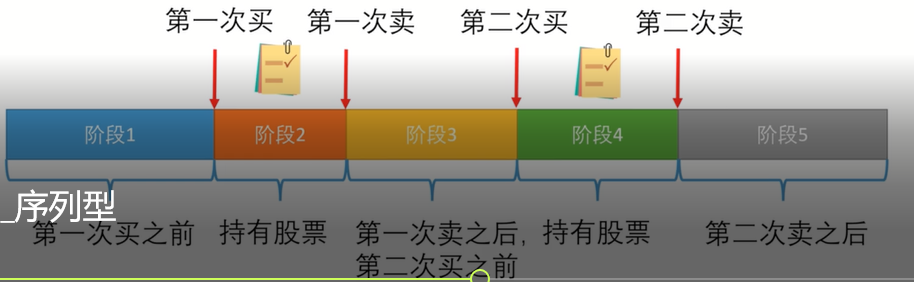 第一次买 第一次卖 第二次买 第二次卖
阶段1 阶段2 阶段3 阶段4 阶段5
_序列型
第一次买之前 持有股票 第一次卖之后, 持有股票 第二次卖之后
第二次买之前